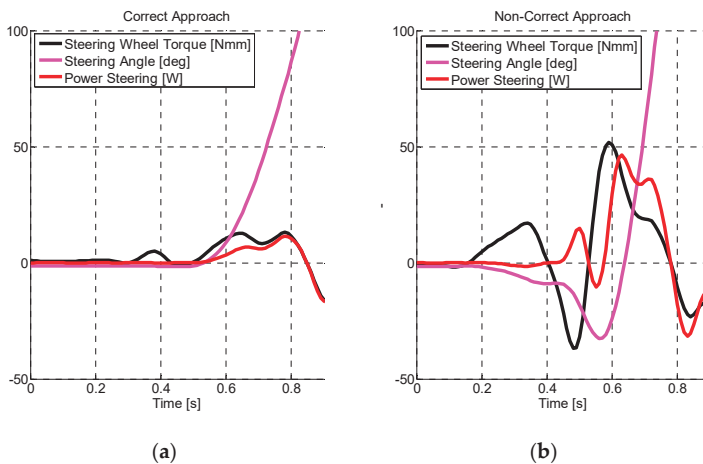 Correct Approach
100
50
0
-50
Steering Wheel Torque [Nmm]
Steering Angle [deg]
Power Steering [W]
0 0.2 0.4 0.6 0.8
Time [s]
(a)
Non-Correct Approach
100
50
0
-50
Steering Wheel Torque [Nmm]
Steering Angle [deg]
Power Steering [W]
0 0.2 0.4 0.6 0.8
Time [s]
(b)